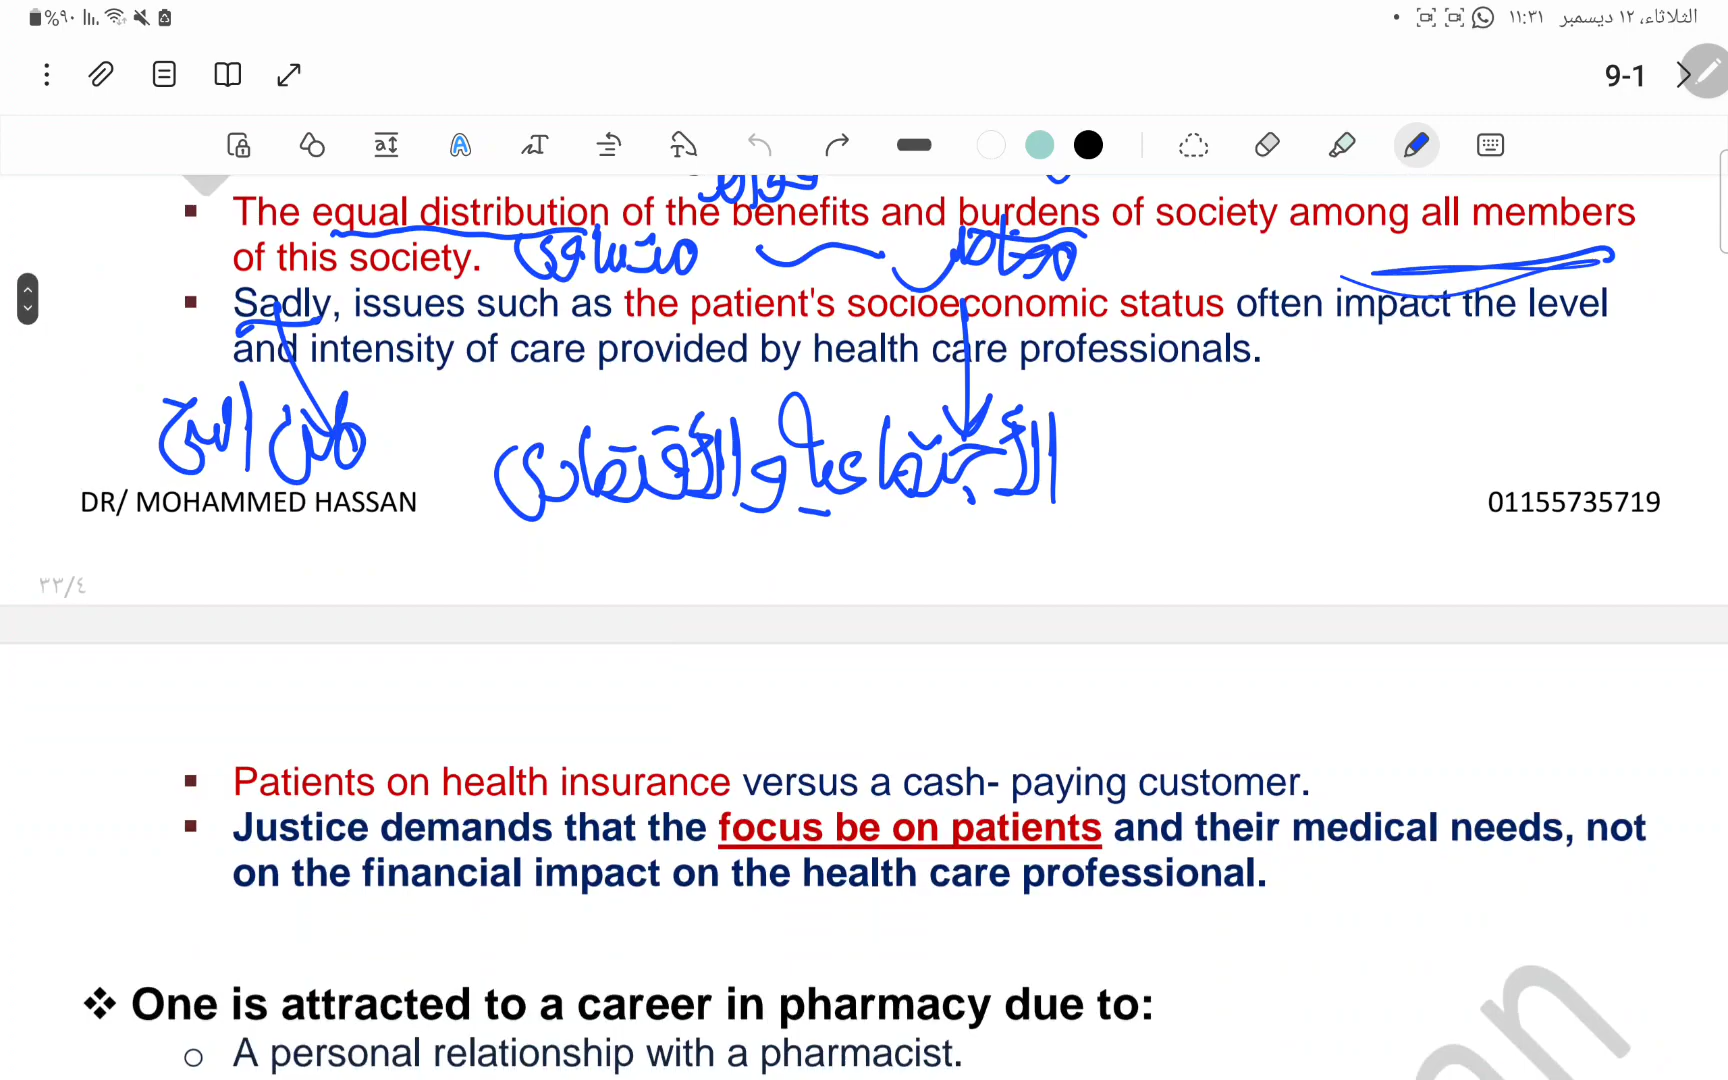 %٩٠
الثلاثاء، ١٢ ديسمبر ١١:٣١
9-1
فوائد
▪ The equal distribution of the benefits and burdens of society among all members
of this society.
متساوي
▪ Sadly, issues such as the patient's socioeconomic status often impact the level
and intensity of care provided by health care professionals.
الاجتماعية والاقتصادي
DR/ MOHAMMED HASSAN
01155735719
٣٣/٤
▪ Patients on health insurance versus a cash- paying customer.
▪ Justice demands that the focus be on patients and their medical needs, not
on the financial impact on the health care professional.
❖ One is attracted to a career in pharmacy due to:
o A personal relationship with a pharmacist.
an